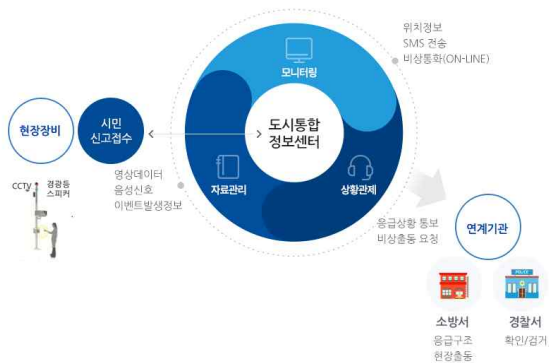 위치정보
SMS 전송
비상통화(ON-LINE)
모니터링
현장장비
시민
신고접수
도시통합
정보센터
CCTV
경광등
스피커
영상데이터
음성신호
이벤트발생정보
자료관리
상황관제
응급상황 통보
비상출동 요청
연계기관
POLICE
소방서
경찰서
응급구조
현장출동
확인/검거